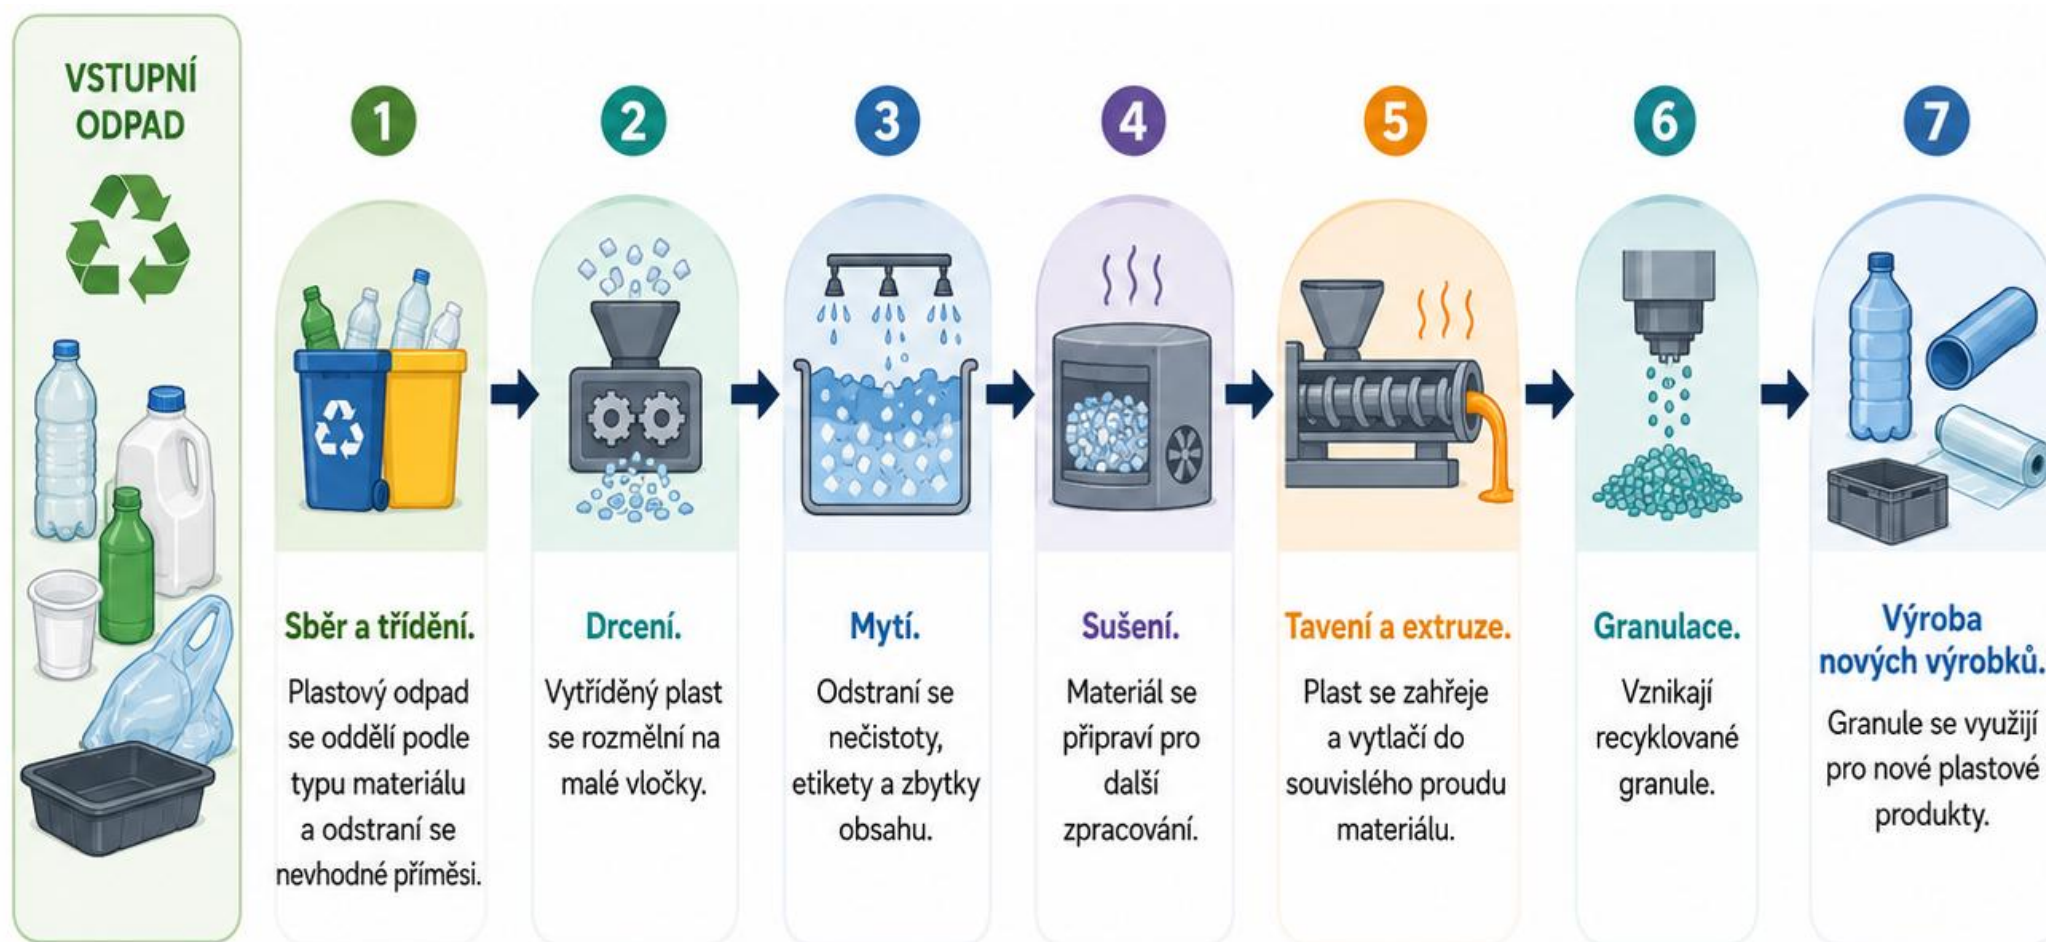 VSTUPNÍ
ODPAD
1
Sběr a třídění.
Plastový odpad
se oddělí podle
typu materiálu
a odstraní se
nevhodné příměsi.
2
Drcení.
Vytříděný plast
se rozmělní na
malé vločky.
3
Mytí.
Odstraní se
nečistoty,
etikety a zbytky
obsahu.
4
Sušení.
Materiál se
připraví pro
další
zpracování.
5
Tavení a extruze.
Plast se zahřeje
a vytlačí do
souvislého proudu
materiálu.
6
Granulace.
Vznikají
recyklované
granule.
7
Výroba
nových výrobků.
Granule se využijí
pro nové plastové
produkty.